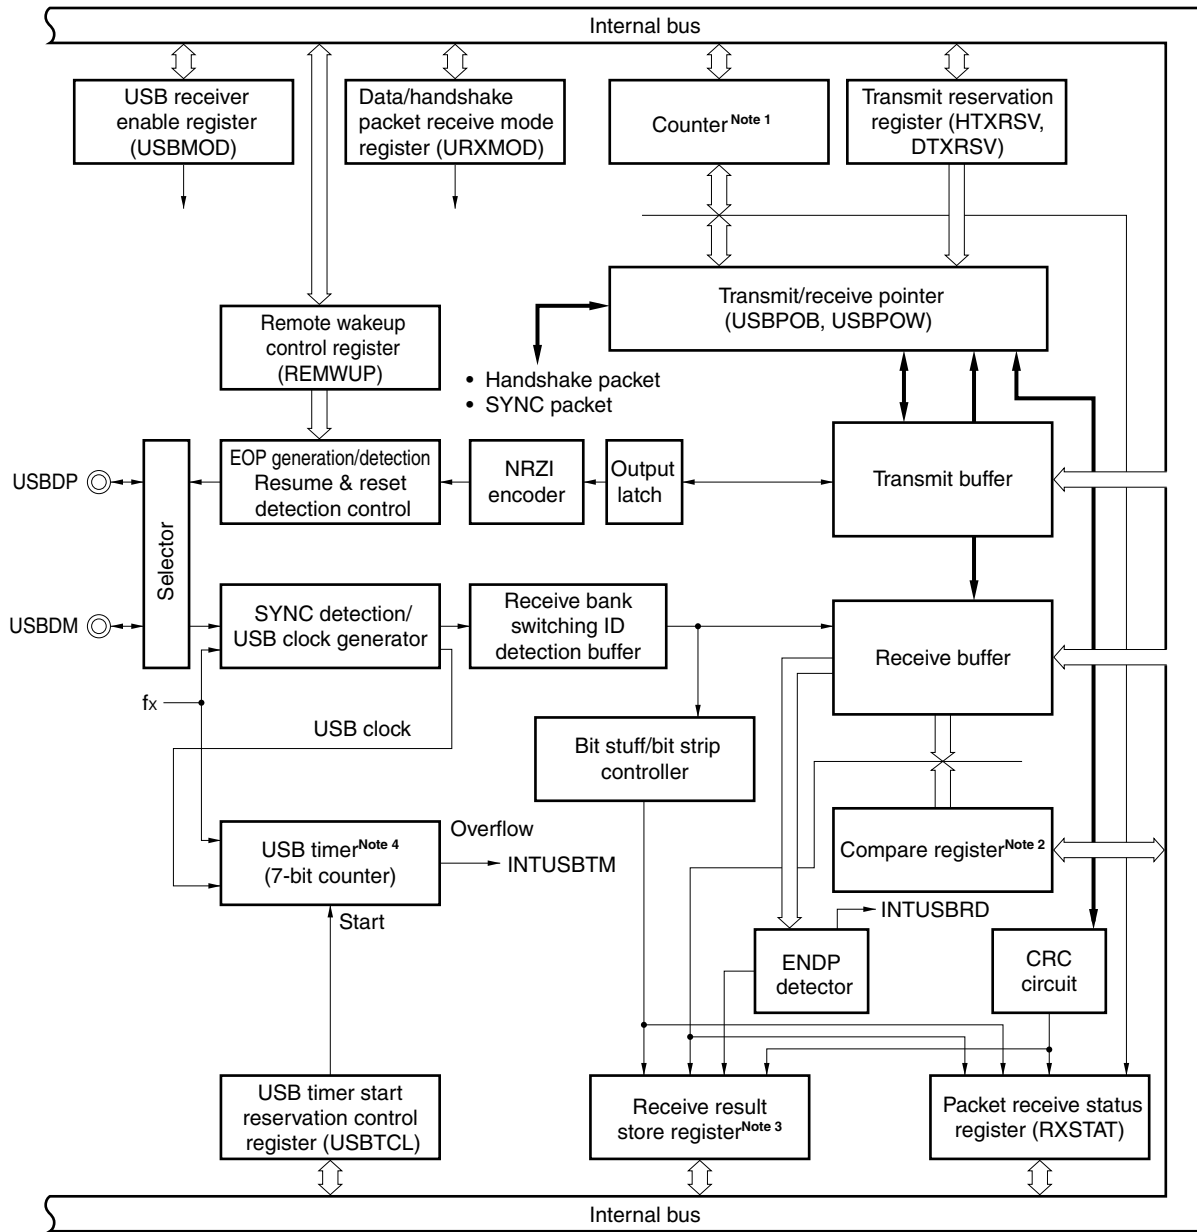 Internal bus
USB receiver
enable register
(USBMOD)
Data/handshake
packet receive mode
register (URXMOD)
Counter Note 1
Transmit reservation
register (HTXRSV,
DTXRSV)
Remote wakeup
control register
(REMWUP)
Transmit/receive pointer
(USBPOB, USBPOW)
• Handshake packet
• SYNC packet
USBDP
Selector
EOP generation/detection
Resume & reset
detection control
NRZI
encoder
Output
latch
Transmit buffer
USBDM
SYNC detection/
USB clock generator
Receive bank
switching ID
detection buffer
Receive buffer
fX
USB clock
Bit stuff/bit strip
controller
USB timer Note 4
(7-bit counter)
Overflow
INTUSBTM
Compare register Note 2
Start
INTUSBRD
ENDP
detector
CRC
circuit
USB timer start
reservation control
register (USBTCL)
Receive result
store register Note 3
Packet receive status
register (RXSTAT)
Internal bus